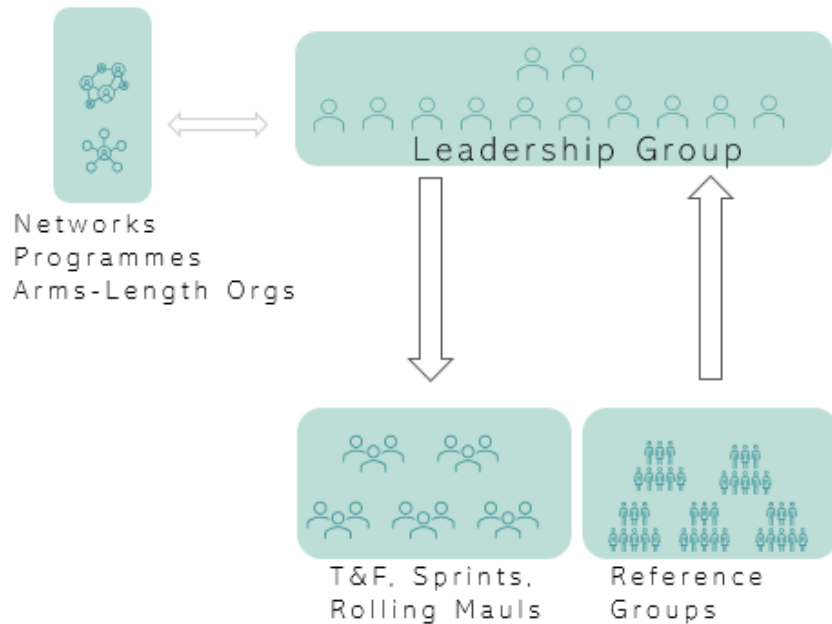 Leadership Group
Networks
Programmes
Arms-Length Orgs
T&F, Sprints,
Rolling Mauls
Reference
Groups